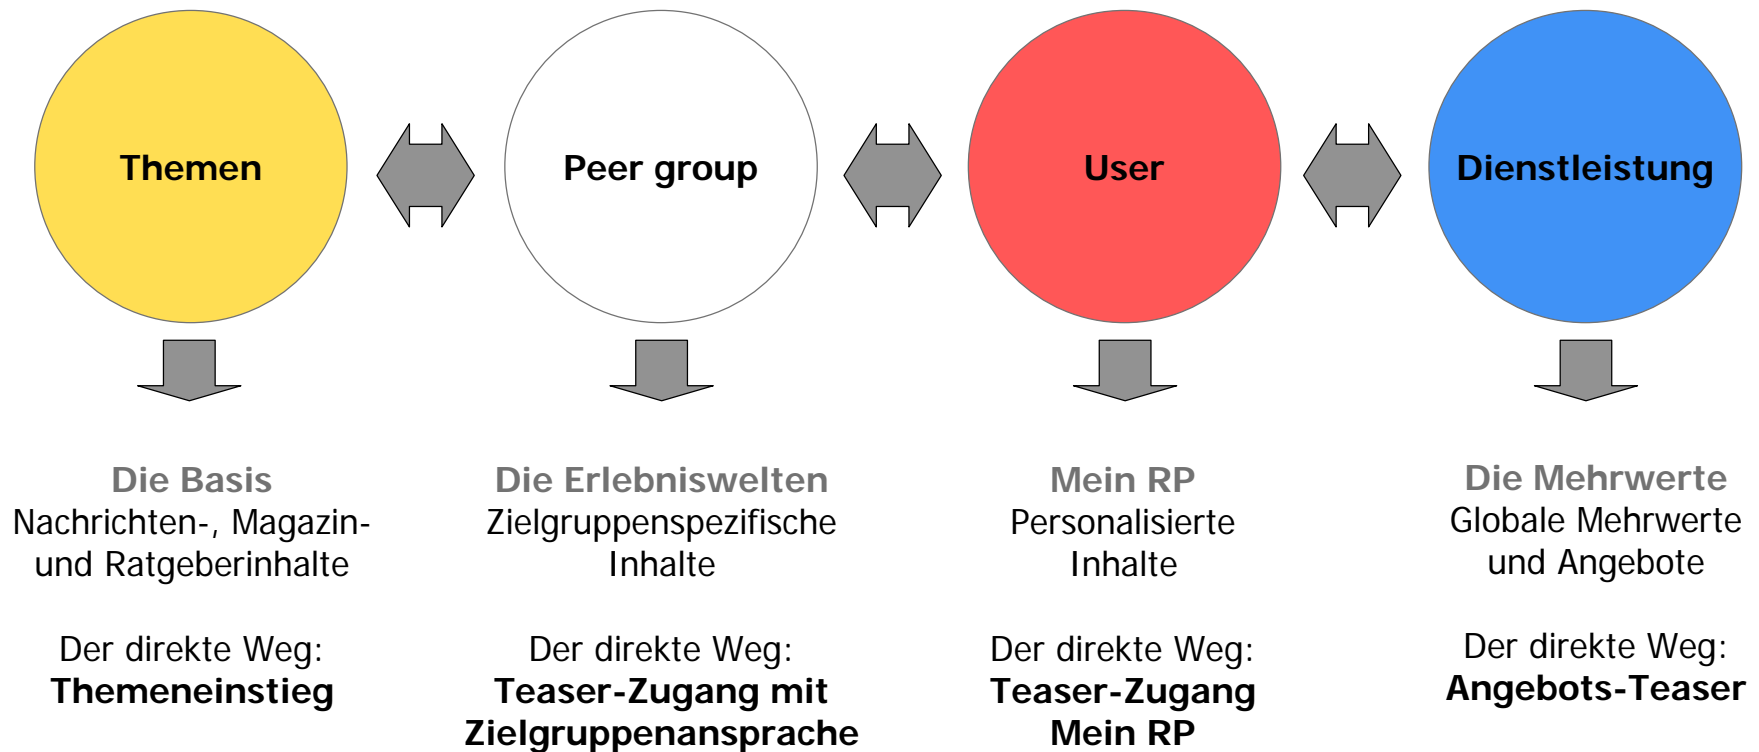 Themen
Peer group
User
Dienstleistung
Die Basis
Nachrichten-, Magazin-
und Ratgeberinhalte
Der direkte Weg:
Themeneinstieg
Die Erlebniswelten
Zielgruppenspezifische
Inhalte
Der direkte Weg:
Teaser-Zugang mit
Zielgruppenansprache
Mein RP
Personalisierte
Inhalte
Der direkte Weg:
Teaser-Zugang
Mein RP
Die Mehrwerte
Globale Mehrwerte
und Angebote
Der direkte Weg:
Angebots-Teaser